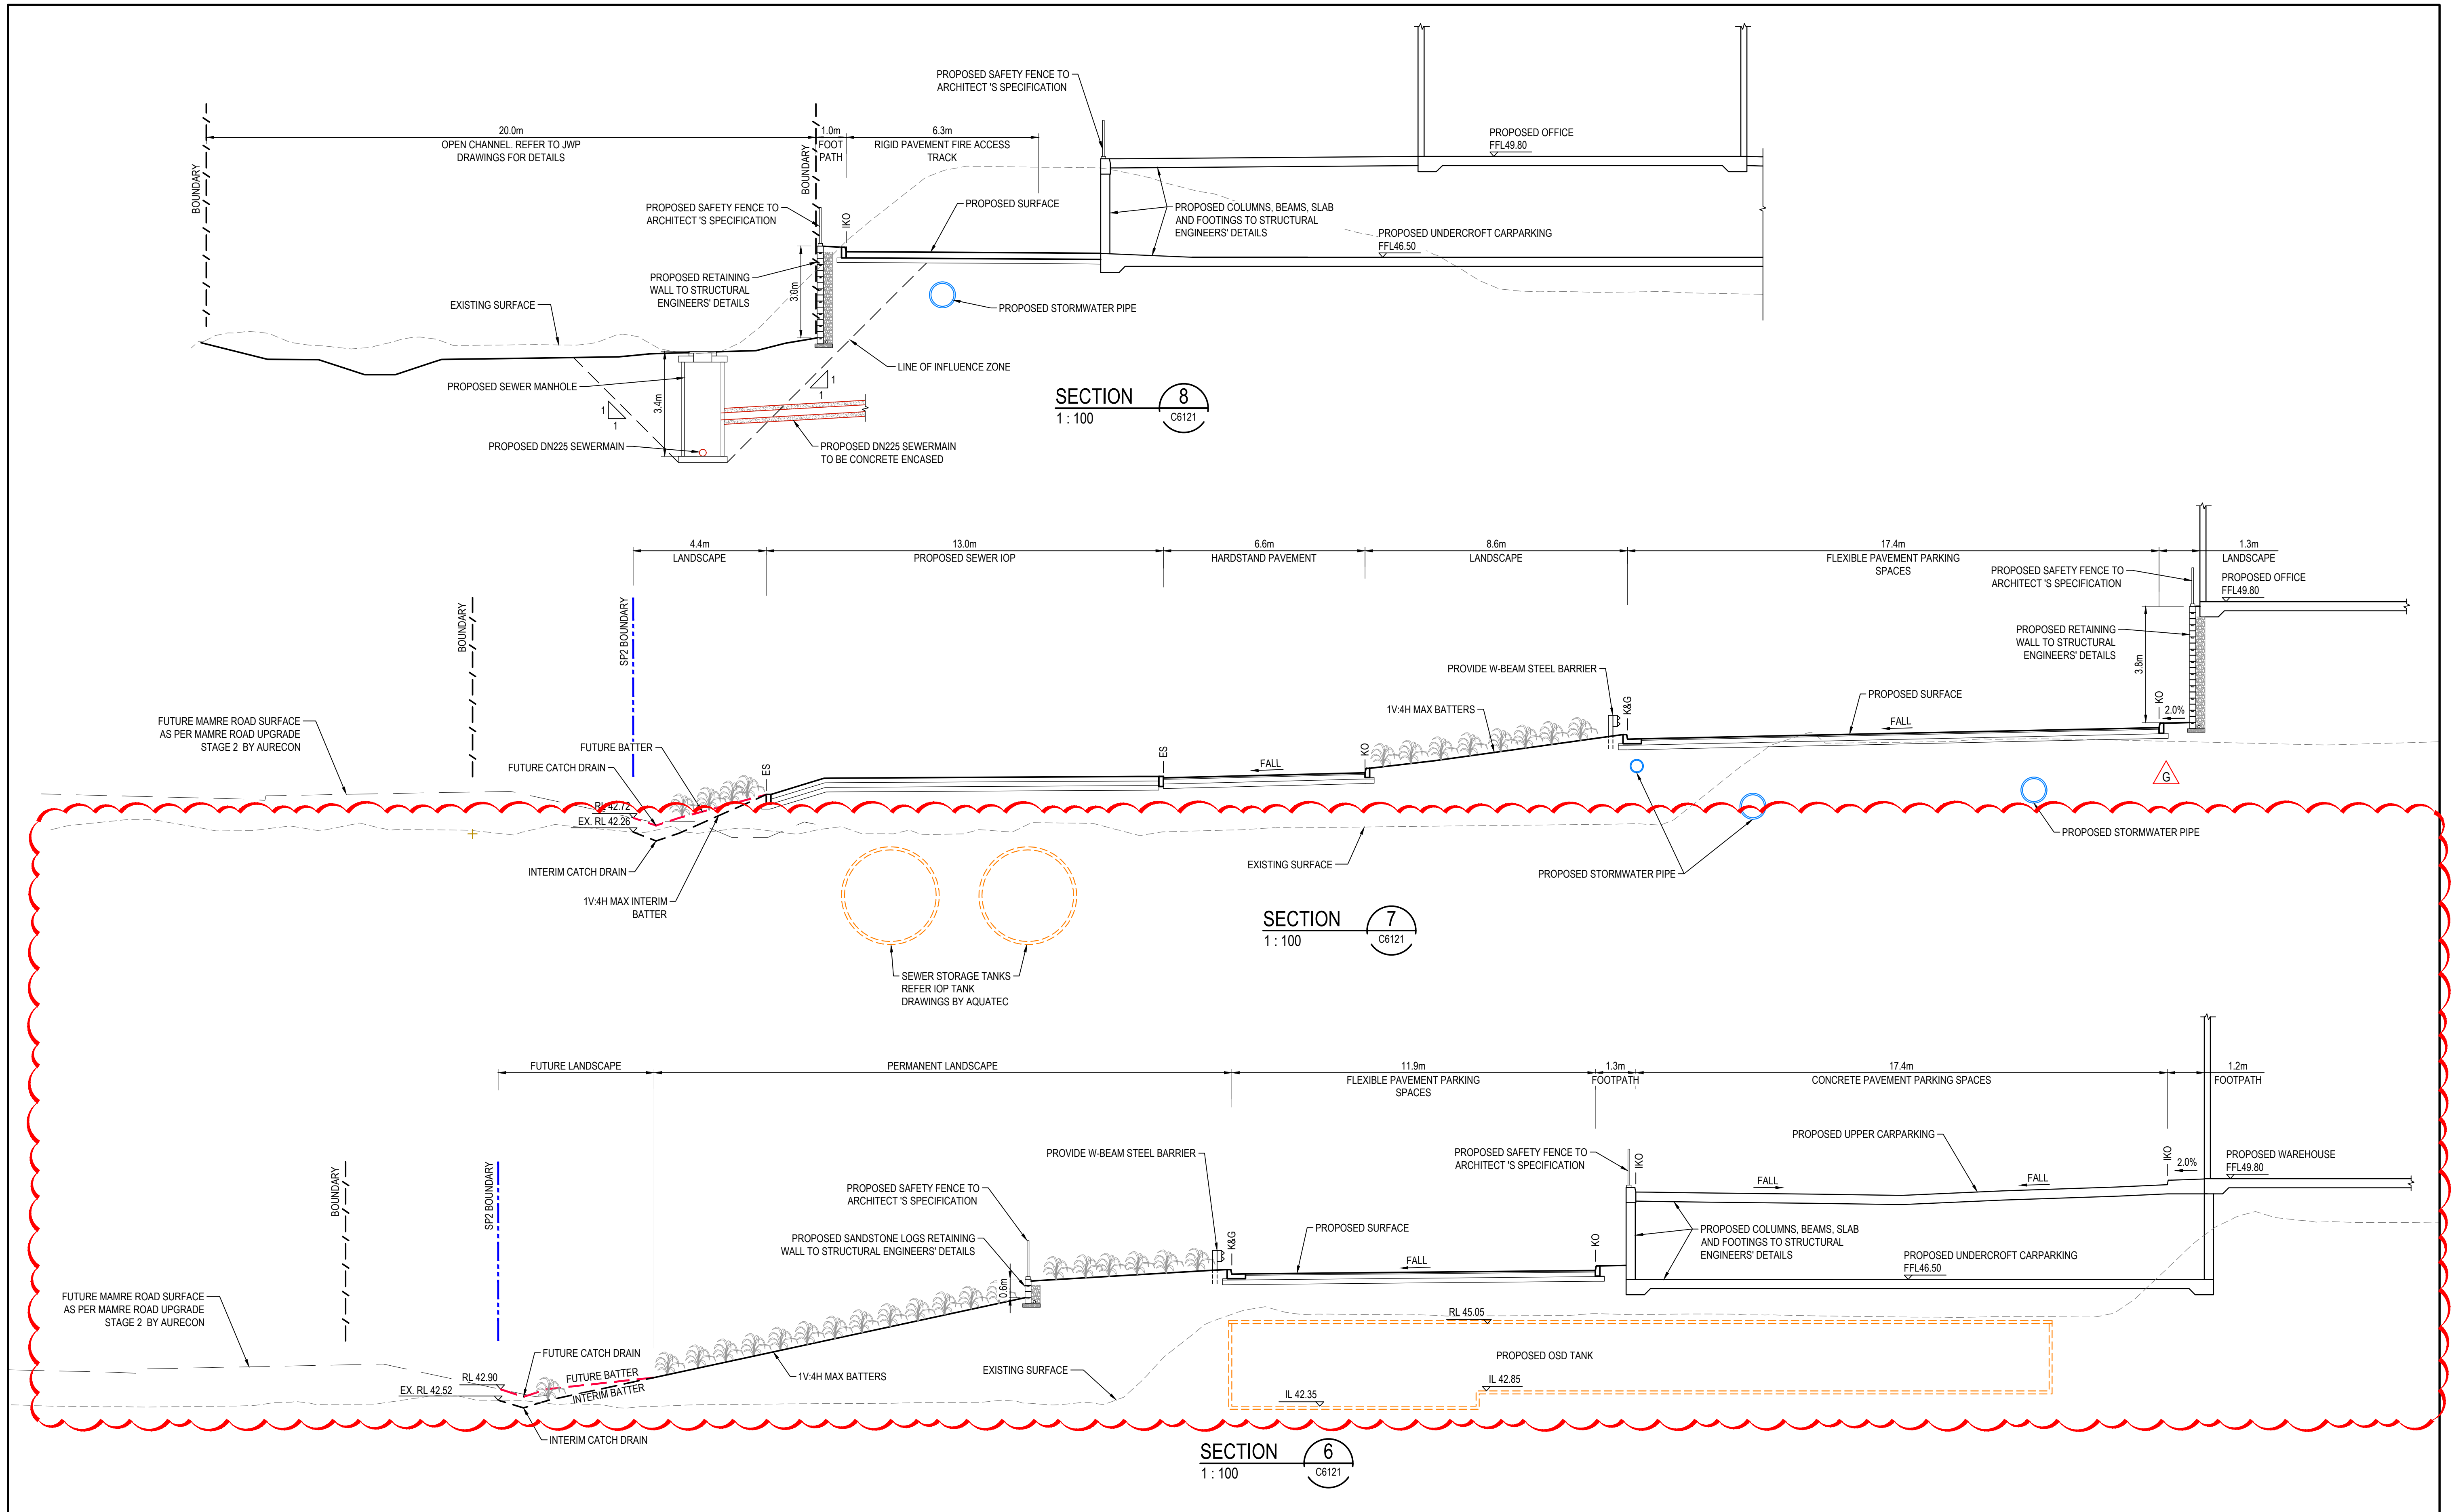 PROPOSED SAFETY FENCE TO
ARCHITECT 'S SPECIFICATION
20.0m
OPEN CHANNEL. REFER TO JWP
DRAWINGS FOR DETAILS
1.0m
FOOT
PATH
6.3m
RIGID PAVEMENT FIRE ACCESS
TRACK
PROPOSED OFFICE
FFL49.80
BOUNDARY
BOUNDARY
PROPOSED SAFETY FENCE TO
ARCHITECT 'S SPECIFICATION
IKO
PROPOSED SURFACE
PROPOSED COLUMNS, BEAMS, SLAB
AND FOOTINGS TO STRUCTURAL
ENGINEERS' DETAILS
PROPOSED UNDERCROFT CARPARKING
FFL46.50
PROPOSED RETAINING
WALL TO STRUCTURAL
ENGINEERS' DETAILS
3.0m
EXISTING SURFACE
PROPOSED STORMWATER PIPE
LINE OF INFLUENCE ZONE
PROPOSED SEWER MANHOLE
3.4m
1
1
1
1
PROPOSED DN225 SEWERMAIN
PROPOSED DN225 SEWERMAIN
TO BE CONCRETE ENCASED
SECTION 8
1 : 100 C6121
4.4m
LANDSCAPE
13.0m
PROPOSED SEWER IOP
6.6m
HARDSTAND PAVEMENT
8.6m
LANDSCAPE
17.4m
FLEXIBLE PAVEMENT PARKING
SPACES
1.3m
LANDSCAPE
PROPOSED SAFETY FENCE TO
ARCHITECT 'S SPECIFICATION
PROPOSED OFFICE
FFL49.80
BOUNDARY
SP2 BOUNDARY
PROPOSED RETAINING
WALL TO STRUCTURAL
ENGINEERS' DETAILS
3.8m
PROVIDE W-BEAM STEEL BARRIER
K&G
PROPOSED SURFACE
KO
2.0%
1V:4H MAX BATTERS
FALL
FUTURE MAMRE ROAD SURFACE
AS PER MAMRE ROAD UPGRADE
STAGE 2 BY AURECON
FUTURE BATTER
FUTURE CATCH DRAIN
ES
ES
FALL
KO
G
RL 42.72
EX. RL 42.26
PROPOSED STORMWATER PIPE
INTERIM CATCH DRAIN
EXISTING SURFACE
PROPOSED STORMWATER PIPE
1V:4H MAX INTERIM
BATTER
SECTION 7
1 : 100 C6121
SEWER STORAGE TANKS
REFER IOP TANK
DRAWINGS BY AQUATEC
FUTURE LANDSCAPE
PERMANENT LANDSCAPE
11.9m
FLEXIBLE PAVEMENT PARKING
SPACES
1.3m
FOOTPATH
17.4m
CONCRETE PAVEMENT PARKING SPACES
1.2m
FOOTPATH
BOUNDARY
SP2 BOUNDARY
PROVIDE W-BEAM STEEL BARRIER
PROPOSED SAFETY FENCE TO
ARCHITECT 'S SPECIFICATION
PROPOSED UPPER CARPARKING
IKO
IKO
2.0%
PROPOSED WAREHOUSE
FFL49.80
PROPOSED SAFETY FENCE TO
ARCHITECT 'S SPECIFICATION
FALL
FALL
PROPOSED SANDSTONE LOGS RETAINING
WALL TO STRUCTURAL ENGINEERS' DETAILS
K&G
PROPOSED SURFACE
KO
PROPOSED COLUMNS, BEAMS, SLAB
AND FOOTINGS TO STRUCTURAL
ENGINEERS' DETAILS
PROPOSED UNDERCROFT CARPARKING
FFL46.50
0.6m
FALL
FUTURE MAMRE ROAD SURFACE
AS PER MAMRE ROAD UPGRADE
STAGE 2 BY AURECON
RL 45.05
FUTURE CATCH DRAIN
PROPOSED OSD TANK
EXISTING SURFACE
FUTURE BATTER
1V:4H MAX BATTERS
RL 42.90
EX. RL 42.52
INTERIM BATTER
IL 42.85
IL 42.35
INTERIM CATCH DRAIN
SECTION 6
1 : 100 C6121